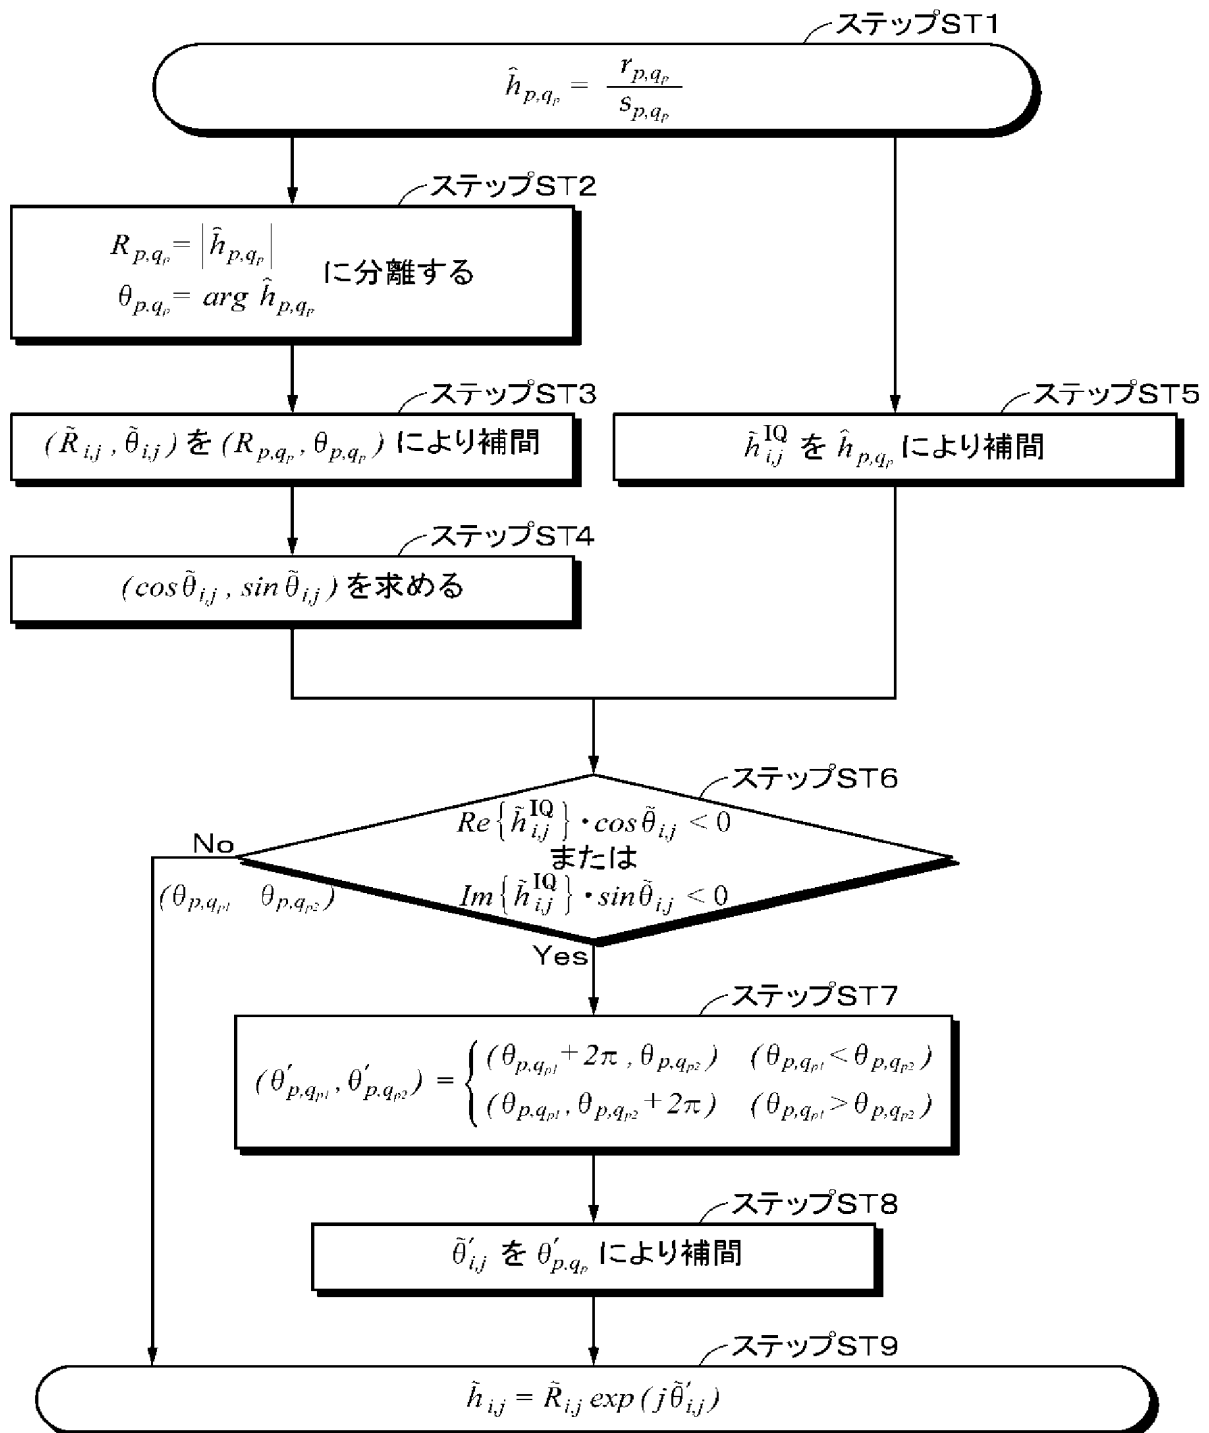 ステップST1
ĥ_{p,q_p} = r_{p,q_p} / s_{p,q_p}
ステップST2
R_{p,q_p} = |ĥ_{p,q_p}|
θ_{p,q_p} = arg ĥ_{p,q_p}
に分離する
ステップST3
(R̃_{i,j} , θ̃_{i,j}) を (R_{p,q_p} , θ_{p,q_p}) により補間
ステップST5
h̃_{i,j}^{IQ} を ĥ_{p,q_p} により補間
ステップST4
(cosθ̃_{i,j} , sinθ̃_{i,j}) を求める
ステップST6
Re{h̃_{i,j}^{IQ}}・cosθ̃_{i,j} < 0
または
Im{h̃_{i,j}^{IQ}}・sinθ̃_{i,j} < 0
No
(θ_{p,q_{p1}} θ_{p,q_{p2}})
Yes
ステップST7
(θ'_{p,q_{p1}} , θ'_{p,q_{p2}}) = { (θ_{p,q_{p1}} + 2π , θ_{p,q_{p2}}) (θ_{p,q_{p1}} < θ_{p,q_{p2}})
(θ_{p,q_{p1}} , θ_{p,q_{p2}} + 2π) (θ_{p,q_{p1}} > θ_{p,q_{p2}})
ステップST8
θ̃'_{i,j} を θ'_{p,q_p} により補間
ステップST9
h̃_{i,j} = R̃_{i,j} exp(jθ̃'_{i,j})